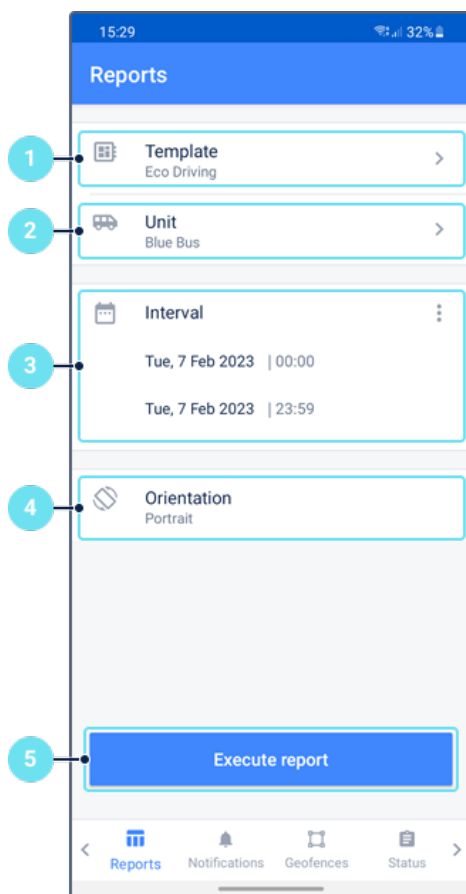 15:29 32%
Reports
1 Template
Eco Driving
2 Unit
Blue Bus
Interval
3 Tue, 7 Feb 2023 | 00:00
Tue, 7 Feb 2023 | 23:59
4 Orientation
Portrait
5 Execute report
Reports Notifications Geofences Status